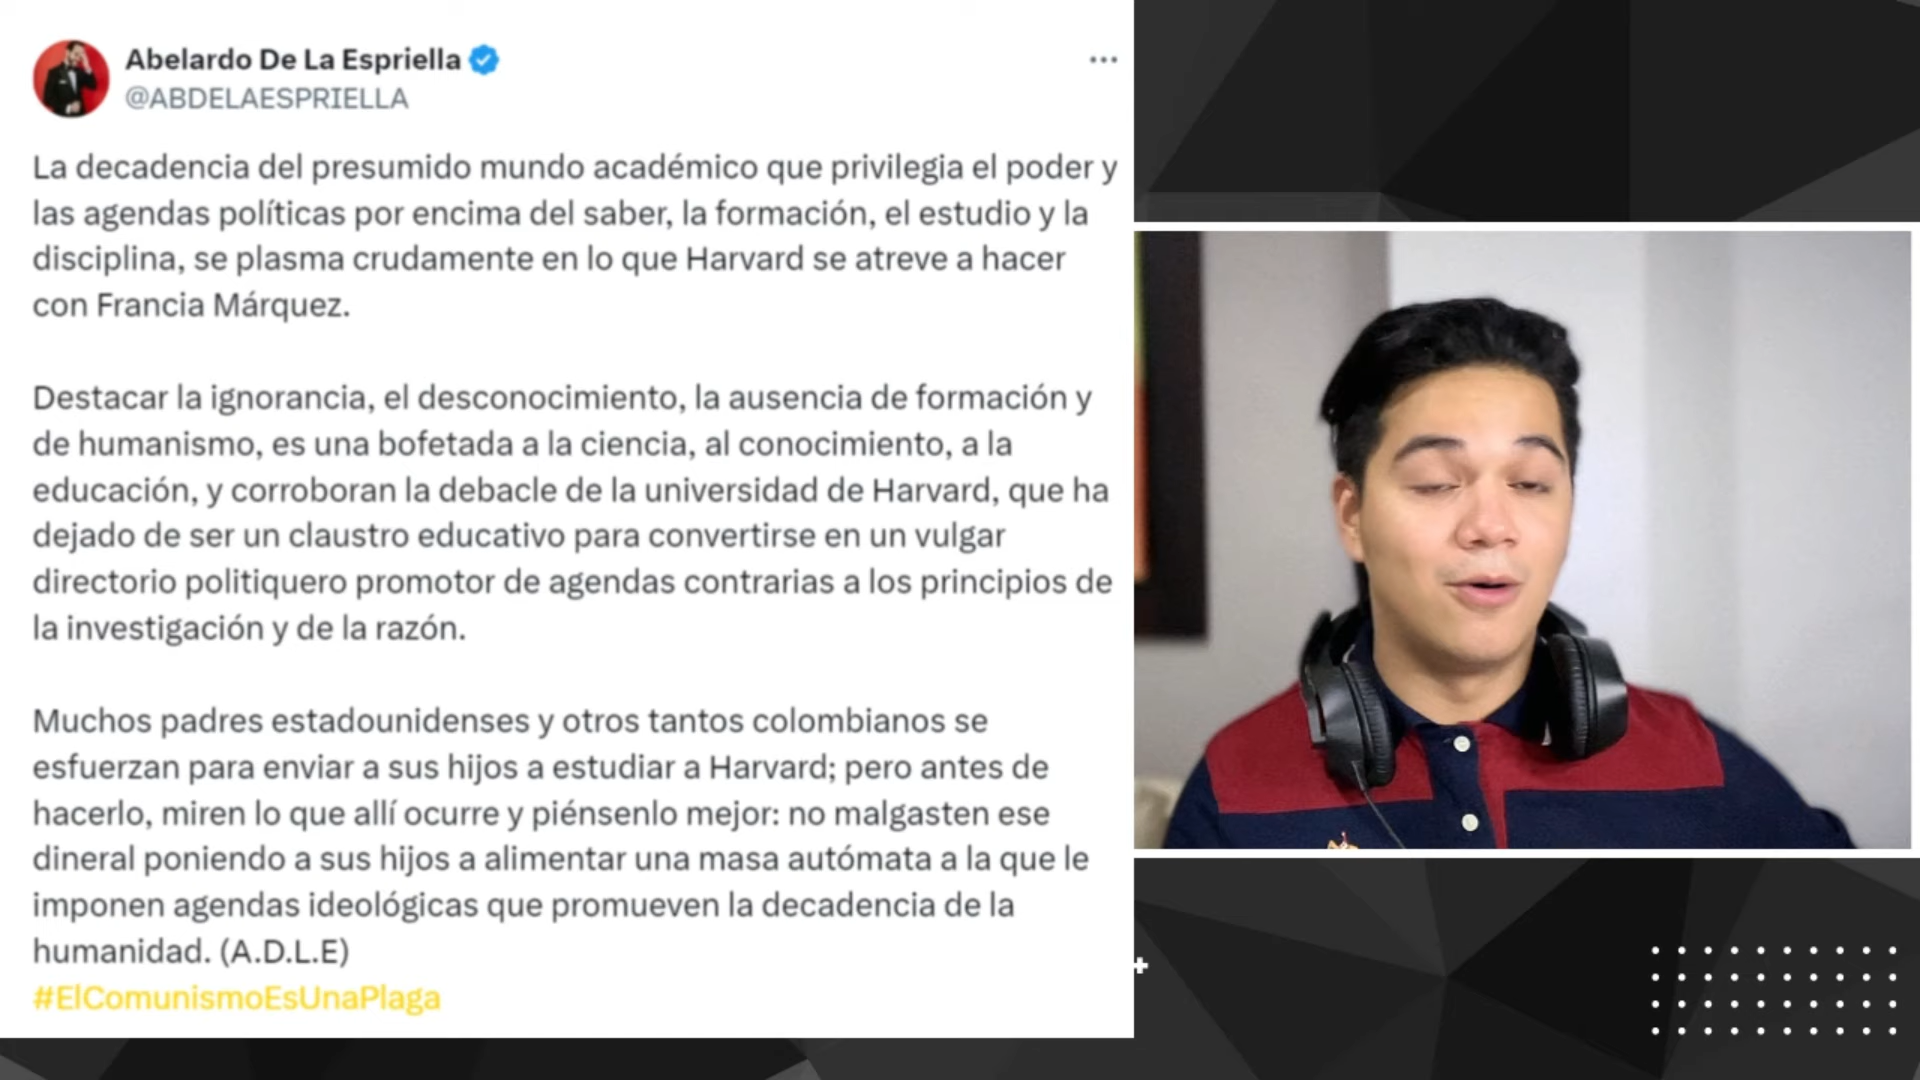 Abelardo De La Espriella
@ABDELAESPRIELLA
La decadencia del presumido mundo académico que privilegia el poder y
las agendas políticas por encima del saber, la formación, el estudio y la
disciplina, se plasma crudamente en lo que Harvard se atreve a hacer
con Francia Márquez.
Destacar la ignorancia, el desconocimiento, la ausencia de formación y
de humanismo, es una bofetada a la ciencia, al conocimiento, a la
educación, y corroboran la debacle de la universidad de Harvard, que ha
dejado de ser un claustro educativo para convertirse en un vulgar
directorio politiquero promotor de agendas contrarias a los principios de
la investigación y de la razón.
Muchos padres estadounidenses y otros tantos colombianos se
esfuerzan para enviar a sus hijos a estudiar a Harvard; pero antes de
hacerlo, miren lo que allí ocurre y piénsenlo mejor: no malgasten ese
dineral poniendo a sus hijos a alimentar una masa autómata a la que le
imponen agendas ideológicas que promueven la decadencia de la
humanidad. (A.D.L.E)
#ElComunismoEsUnaPlaga